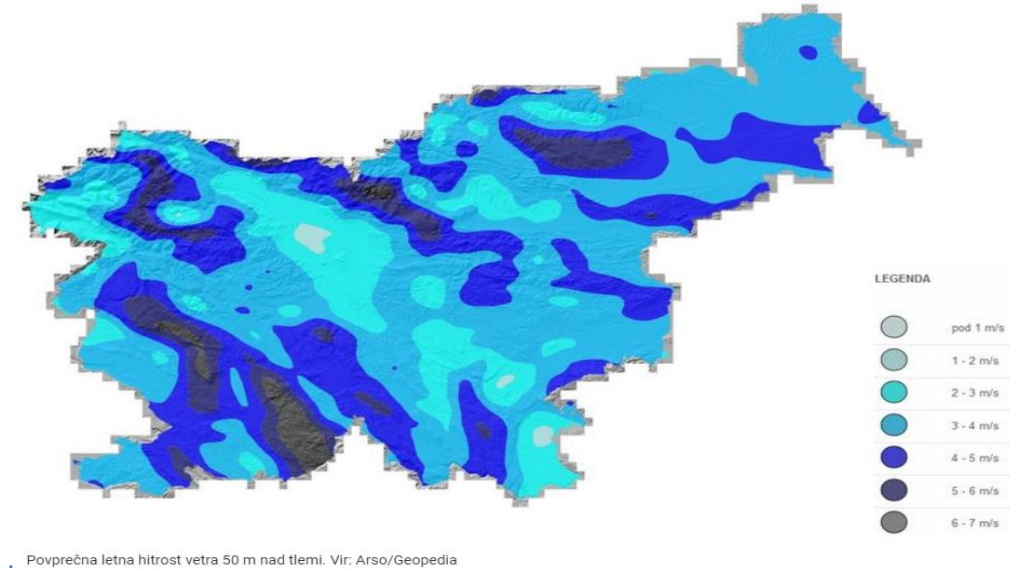 LEGENDA
pod 1 m/s
1 - 2 m/s
2 - 3 m/s
3 - 4 m/s
4 - 5 m/s
5 - 6 m/s
6 - 7 m/s
. Povprečna letna hitrost vetra 50 m nad tlemi. Vir: Arso/Geopedia